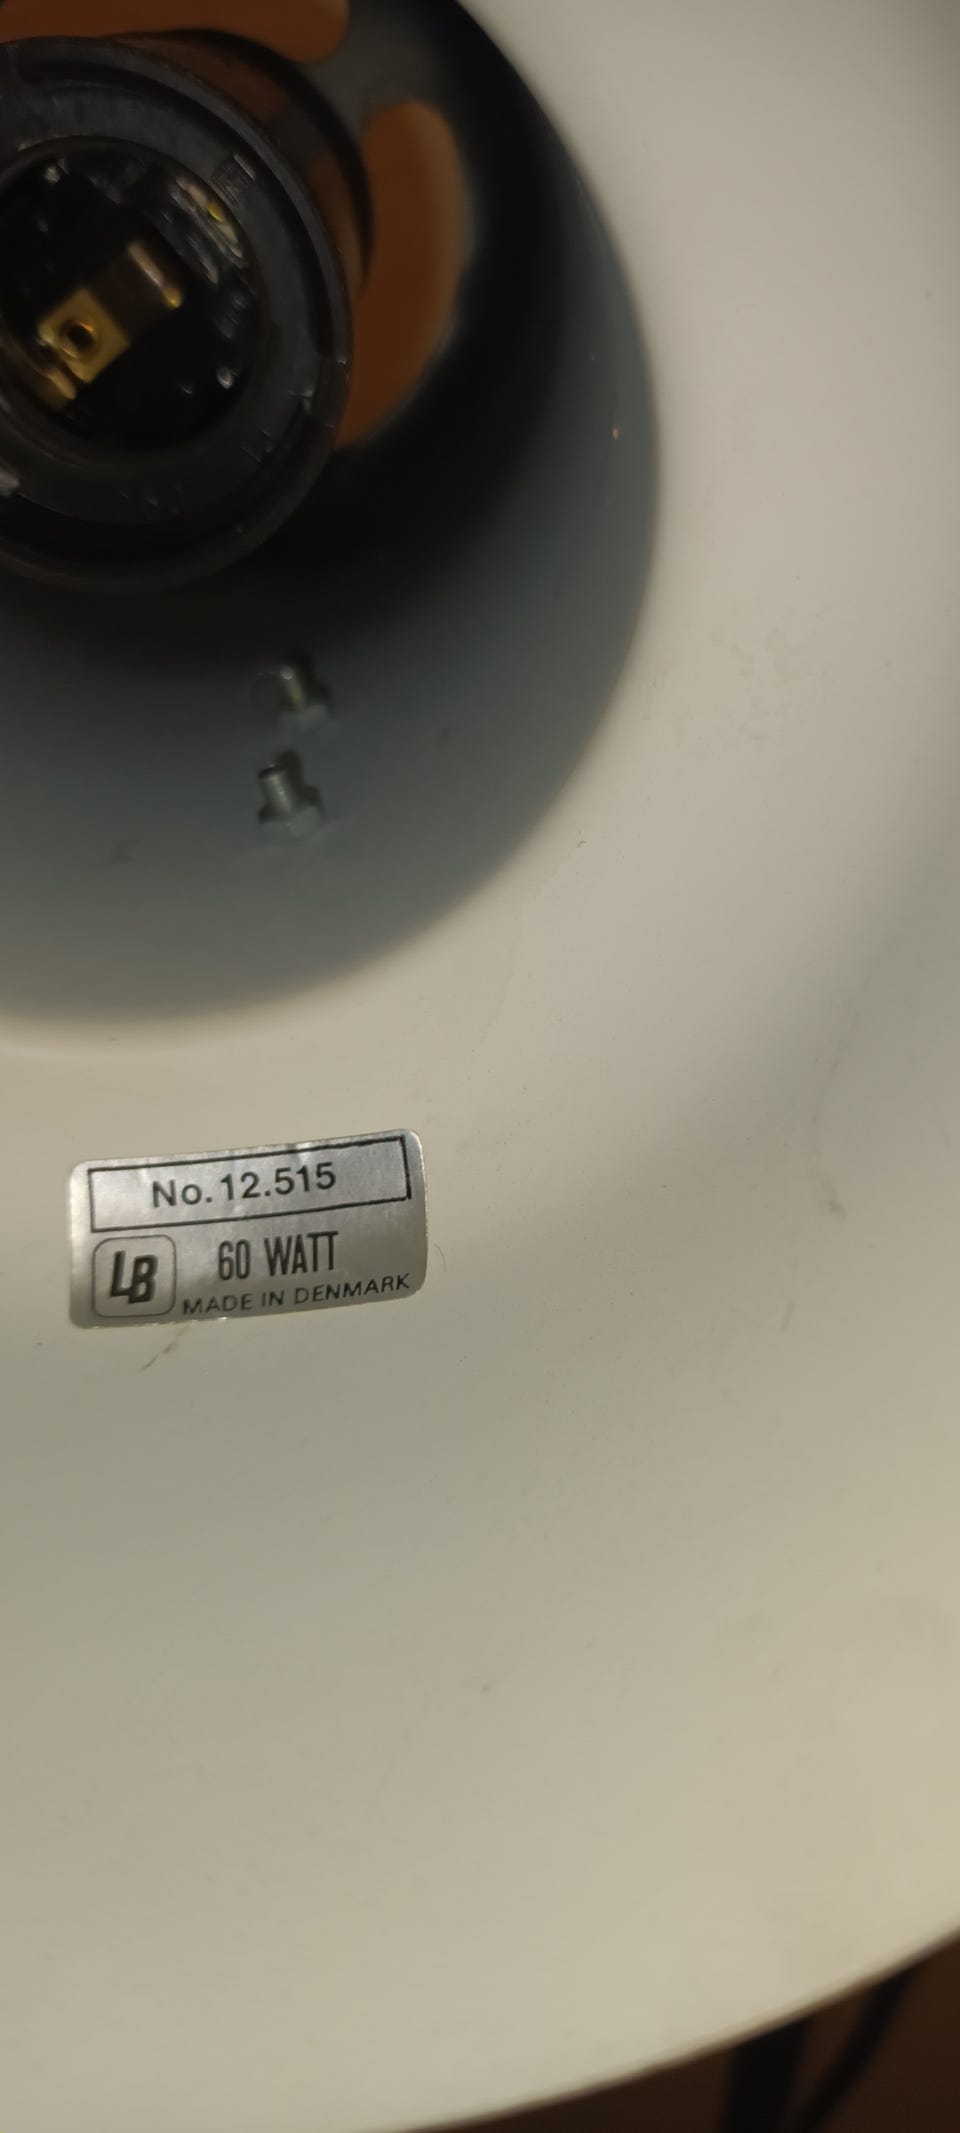 No. 12.515
LB 60 WATT
MADE IN DENMARK